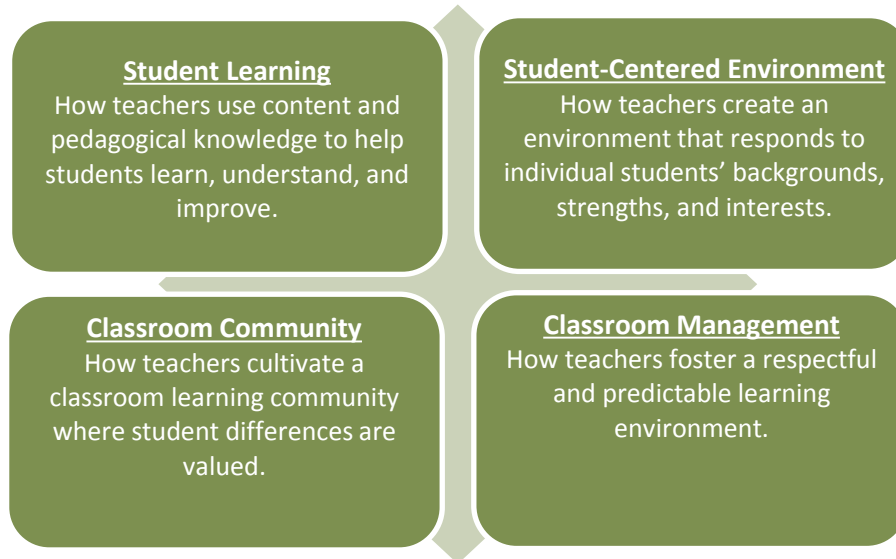 Student Learning
How teachers use content and
pedagogical knowledge to help
students learn, understand, and
improve.
Student-Centered Environment
How teachers create an
environment that responds to
individual students’ backgrounds,
strengths, and interests.
Classroom Community
How teachers cultivate a
classroom learning community
where student differences are
valued.
Classroom Management
How teachers foster a respectful
and predictable learning
environment.